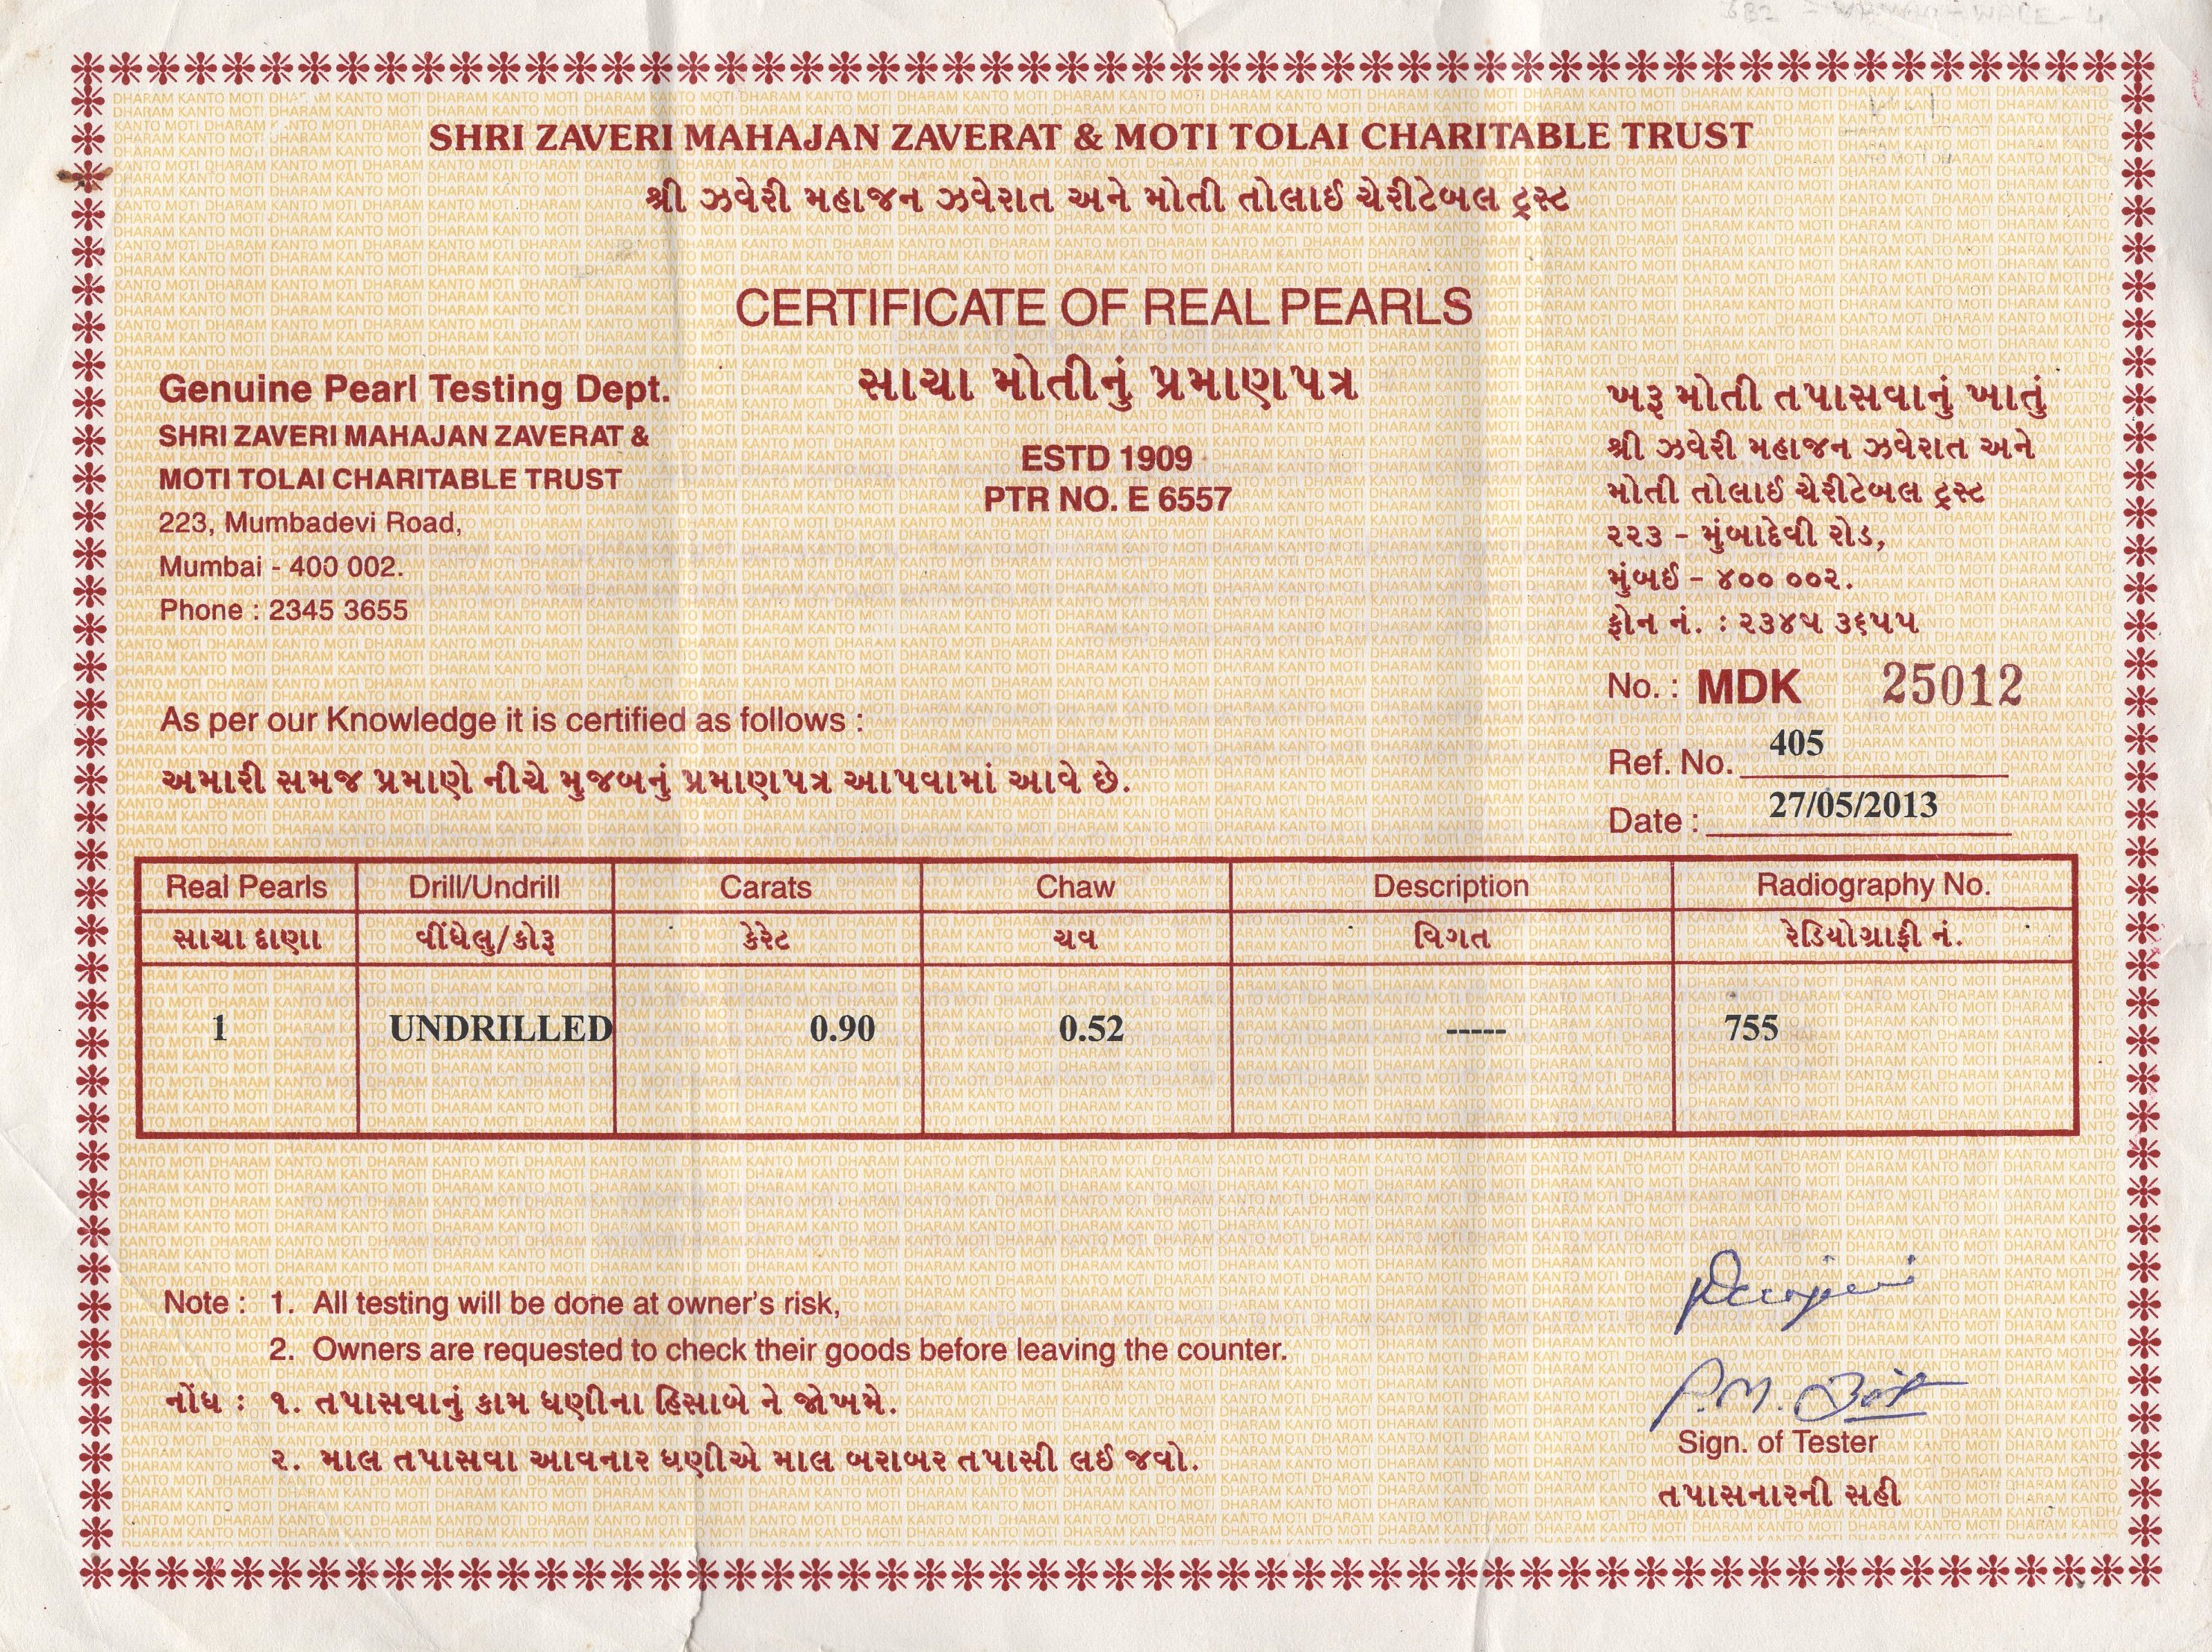 SHRI ZAVERI MAHAJAN ZAVERAT & MOTI TOLAI CHARITABLE TRUST
શ્રી ઝવેરી મહાજન ઝવેરાત અને મોતી તોલાઈ ચેરીટેબલ ટ્રસ્ટ
CERTIFICATE OF REAL PEARLS
સાચા મોતીનું પ્રમાણપત્ર
ESTD 1909
PTR NO. E 6557
Genuine Pearl Testing Dept.
SHRI ZAVERI MAHAJAN ZAVERAT &
MOTI TOLAI CHARITABLE TRUST
223, Mumbadevi Road,
Mumbai - 400 002.
Phone : 2345 3655
ખરૂ મોતી તપાસવાનું ખાતું
શ્રી ઝવેરી મહાજન ઝવેરાત અને
મોતી તોલાઈ ચેરીટેબલ ટ્રસ્ટ
૨૨૩ - મુંબાદેવી રોડ,
મુંબઈ - ૪૦૦ ૦૦૨.
ફોન નં. : ૨૩૪૫ ૩૬૫૫
No. : MDK 25012
Ref. No. 405
Date : 27/05/2013
As per our Knowledge it is certified as follows :
અમારી સમજ પ્રમાણે નીચે મુજબનું પ્રમાણપત્ર આપવામાં આવે છે.
Real Pearls Drill/Undrill Carats Chaw Description Radiography No.
સાચા દાણા વીંધેલુ/કોરૂ કેરેટ ચવ વિગત રેડિયોગ્રાફી નં.
1 UNDRILLED 0.90 0.52 ----- 755
Note : 1. All testing will be done at owner's risk,
2. Owners are requested to check their goods before leaving the counter.
નોંધ : ૧. તપાસવાનું કામ ધણીના હિસાબે ને જોખમે.
૨. માલ તપાસવા આવનાર ધણીએ માલ બરાબર તપાસી લઈ જવો.
P.M.
Sign. of Tester
તપાસનારની સહી